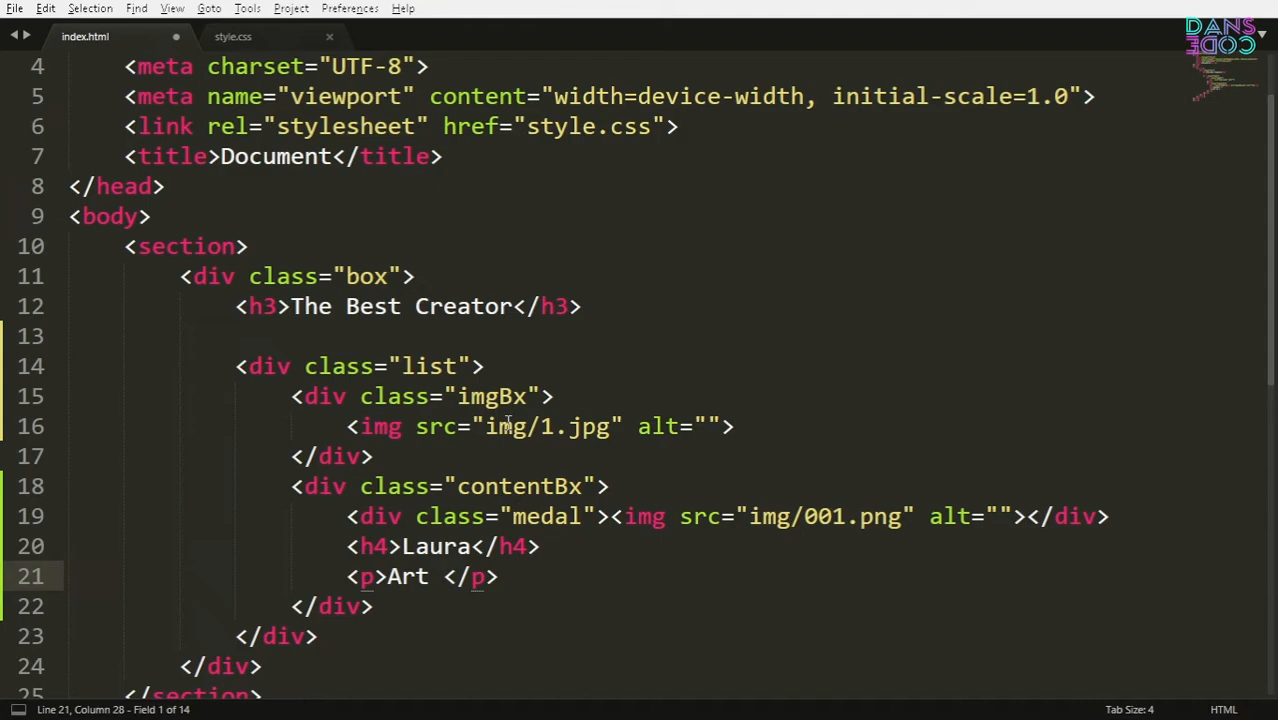 File Edit Selection Find View Goto Tools Project Preferences Help
index.html style.css
DANS CODE
4 <meta charset="UTF-8">
5 <meta name="viewport" content="width=device-width, initial-scale=1.0">
6 <link rel="stylesheet" href="style.css">
7 <title>Document</title>
8 </head>
9 <body>
10 <section>
11 <div class="box">
12 <h3>The Best Creator</h3>
13
14 <div class="list">
15 <div class="imgBx">
16 <img src="img/1.jpg" alt="">
17 </div>
18 <div class="contentBx">
19 <div class="medal"><img src="img/001.png" alt=""></div>
20 <h4>Laura</h4>
21 <p>Art </p>
22 </div>
23 </div>
24 </div>
25 </section>
Line 21, Column 28 - Field 1 of 14 Tab Size: 4 HTML